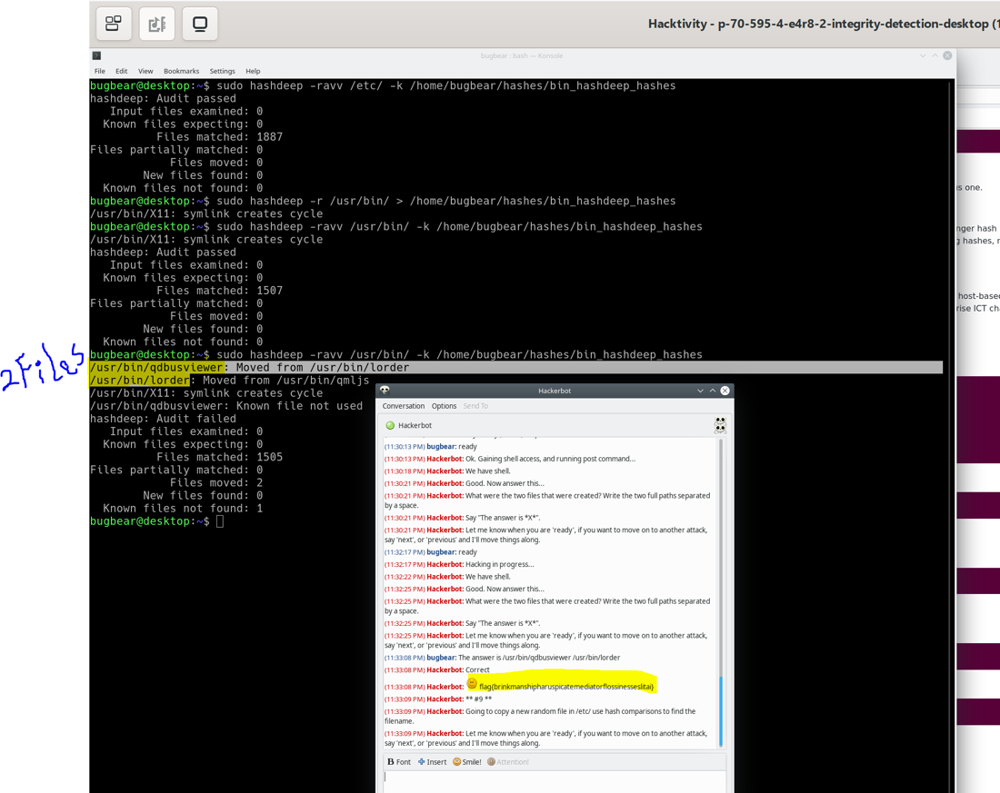 Hacktivity - p-70-595-4-e4r8-2-integrity-detection-desktop (1
bugbear : bash — Konsole
File Edit View Bookmarks Settings Help
bugbear@desktop:~$ sudo hashdeep -ravv /etc/ -k /home/bugbear/hashes/bin_hashdeep_hashes
hashdeep: Audit passed
Input files examined: 0
Known files expecting: 0
Files matched: 1887
Files partially matched: 0
Files moved: 0
New files found: 0
Known files not found: 0
bugbear@desktop:~$ sudo hashdeep -r /usr/bin/ > /home/bugbear/hashes/bin_hashdeep_hashes
/usr/bin/X11: symlink creates cycle
bugbear@desktop:~$ sudo hashdeep -ravv /usr/bin/ -k /home/bugbear/hashes/bin_hashdeep_hashes
/usr/bin/X11: symlink creates cycle
hashdeep: Audit passed
Input files examined: 0
Known files expecting: 0
Files matched: 1507
Files partially matched: 0
Files moved: 0
New files found: 0
Known files not found: 0
bugbear@desktop:~$ sudo hashdeep -ravv /usr/bin/ -k /home/bugbear/hashes/bin_hashdeep_hashes
2 Files
/usr/bin/qdbusviewer: Moved from /usr/bin/lorder
/usr/bin/lorder: Moved from /usr/bin/qmljs
/usr/bin/X11: symlink creates cycle
/usr/bin/qdbusviewer: Known file not used
hashdeep: Audit failed
Input files examined: 0
Known files expecting: 0
Files matched: 1505
Files partially matched: 0
Files moved: 2
New files found: 0
Known files not found: 1
bugbear@desktop:~$
Hackerbot
Conversation Options Send To
Hackerbot
(11:30:13 PM) bugbear: ready
(11:30:13 PM) Hackerbot: Ok. Gaining shell access, and running post command...
(11:30:18 PM) Hackerbot: We have shell.
(11:30:21 PM) Hackerbot: Good. Now answer this...
(11:30:21 PM) Hackerbot: What were the two files that were created? Write the two full paths separated
by a space.
(11:30:21 PM) Hackerbot: Say "The answer is *X*".
(11:30:21 PM) Hackerbot: Let me know when you are 'ready', if you want to move on to another attack,
say 'next', or 'previous' and I'll move things along.
(11:32:17 PM) bugbear: ready
(11:32:17 PM) Hackerbot: Hacking in progress...
(11:32:22 PM) Hackerbot: We have shell.
(11:32:25 PM) Hackerbot: Good. Now answer this...
(11:32:25 PM) Hackerbot: What were the two files that were created? Write the two full paths separated
by a space.
(11:32:25 PM) Hackerbot: Say "The answer is *X*".
(11:32:25 PM) Hackerbot: Let me know when you are 'ready', if you want to move on to another attack,
say 'next', or 'previous' and I'll move things along.
(11:33:08 PM) bugbear: The answer is /usr/bin/qdbusviewer /usr/bin/lorder
(11:33:08 PM) Hackerbot: Correct
(11:33:08 PM) Hackerbot: flag{brinkmanshipharuspicatemediatorflossinesseslitai}
(11:33:09 PM) Hackerbot: ** #9 **
(11:33:09 PM) Hackerbot: Going to copy a new random file in /etc/ use hash comparisons to find the
filename.
(11:33:09 PM) Hackerbot: Let me know when you are 'ready', if you want to move on to another attack,
say 'next', or 'previous' and I'll move things along.
B Font Insert Smile! Attention!
s one.
nger hash
g hashes,
host-based
rise ICT cha